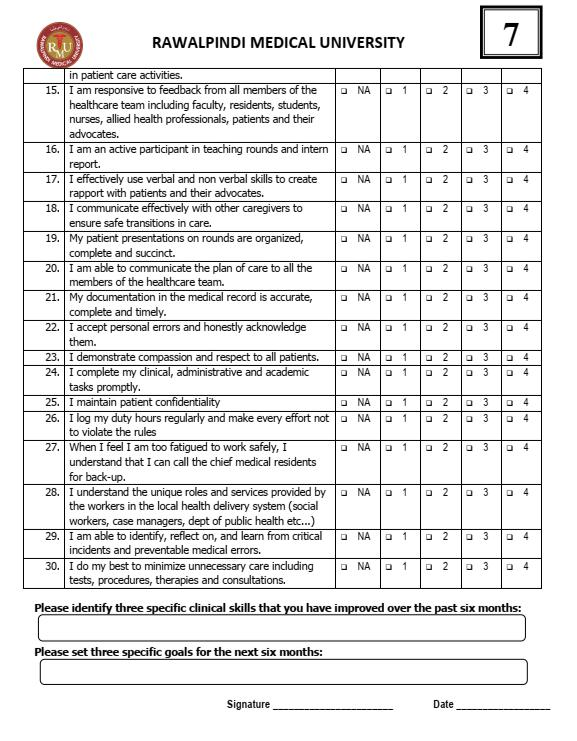 RAWALPINDI MEDICAL UNIVERSITY
7
RMU
RAWALPINDI MEDICAL UNIVERSITY
in patient care activities.
15. I am responsive to feedback from all members of the ❑ NA ❑ 1 ❑ 2 ❑ 3 ❑ 4
healthcare team including faculty, residents, students,
nurses, allied health professionals, patients and their
advocates.
16. I am an active participant in teaching rounds and intern ❑ NA ❑ 1 ❑ 2 ❑ 3 ❑ 4
report.
17. I effectively use verbal and non verbal skills to create ❑ NA ❑ 1 ❑ 2 ❑ 3 ❑ 4
rapport with patients and their advocates.
18. I communicate effectively with other caregivers to ❑ NA ❑ 1 ❑ 2 ❑ 3 ❑ 4
ensure safe transitions in care.
19. My patient presentations on rounds are organized, ❑ NA ❑ 1 ❑ 2 ❑ 3 ❑ 4
complete and succinct.
20. I am able to communicate the plan of care to all the ❑ NA ❑ 1 ❑ 2 ❑ 3 ❑ 4
members of the healthcare team.
21. My documentation in the medical record is accurate, ❑ NA ❑ 1 ❑ 2 ❑ 3 ❑ 4
complete and timely.
22. I accept personal errors and honestly acknowledge ❑ NA ❑ 1 ❑ 2 ❑ 3 ❑ 4
them.
23. I demonstrate compassion and respect to all patients. ❑ NA ❑ 1 ❑ 2 ❑ 3 ❑ 4
24. I complete my clinical, administrative and academic ❑ NA ❑ 1 ❑ 2 ❑ 3 ❑ 4
tasks promptly.
25. I maintain patient confidentiality ❑ NA ❑ 1 ❑ 2 ❑ 3 ❑ 4
26. I log my duty hours regularly and make every effort not ❑ NA ❑ 1 ❑ 2 ❑ 3 ❑ 4
to violate the rules
27. When I feel I am too fatigued to work safely, I ❑ NA ❑ 1 ❑ 2 ❑ 3 ❑ 4
understand that I can call the chief medical residents
for back-up.
28. I understand the unique roles and services provided by ❑ NA ❑ 1 ❑ 2 ❑ 3 ❑ 4
the workers in the local health delivery system (social
workers, case managers, dept of public health etc...)
29. I am able to identify, reflect on, and learn from critical ❑ NA ❑ 1 ❑ 2 ❑ 3 ❑ 4
incidents and preventable medical errors.
30. I do my best to minimize unnecessary care including ❑ NA ❑ 1 ❑ 2 ❑ 3 ❑ 4
tests, procedures, therapies and consultations.
Please identify three specific clinical skills that you have improved over the past six months:
Please set three specific goals for the next six months:
Signature ________________________ Date ___________________